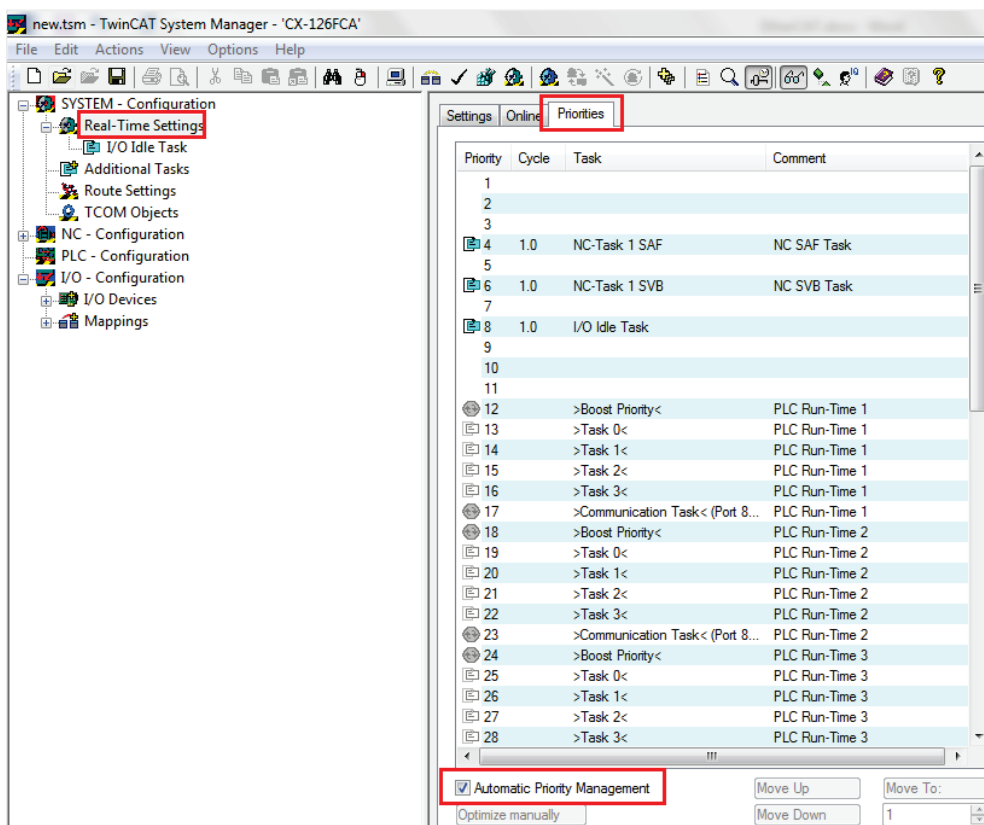 new.tsm - TwinCAT System Manager - 'CX-126FCA'
File Edit Actions View Options Help
SYSTEM - Configuration
Real-Time Settings
I/O Idle Task
Additional Tasks
Route Settings
TCOM Objects
NC - Configuration
PLC - Configuration
I/O - Configuration
I/O Devices
Mappings
Settings Online Priorities
Priority Cycle Task Comment
1
2
3
4 1.0 NC-Task 1 SAF NC SAF Task
5
6 1.0 NC-Task 1 SVB NC SVB Task
7
8 1.0 I/O Idle Task
9
10
11
12 >Boost Priority< PLC Run-Time 1
13 >Task 0< PLC Run-Time 1
14 >Task 1< PLC Run-Time 1
15 >Task 2< PLC Run-Time 1
16 >Task 3< PLC Run-Time 1
17 >Communication Task< (Port 8... PLC Run-Time 1
18 >Boost Priority< PLC Run-Time 2
19 >Task 0< PLC Run-Time 2
20 >Task 1< PLC Run-Time 2
21 >Task 2< PLC Run-Time 2
22 >Task 3< PLC Run-Time 2
23 >Communication Task< (Port 8... PLC Run-Time 2
24 >Boost Priority< PLC Run-Time 3
25 >Task 0< PLC Run-Time 3
26 >Task 1< PLC Run-Time 3
27 >Task 2< PLC Run-Time 3
28 >Task 3< PLC Run-Time 3
Automatic Priority Management Move Up Move To:
Optimize manually Move Down 1